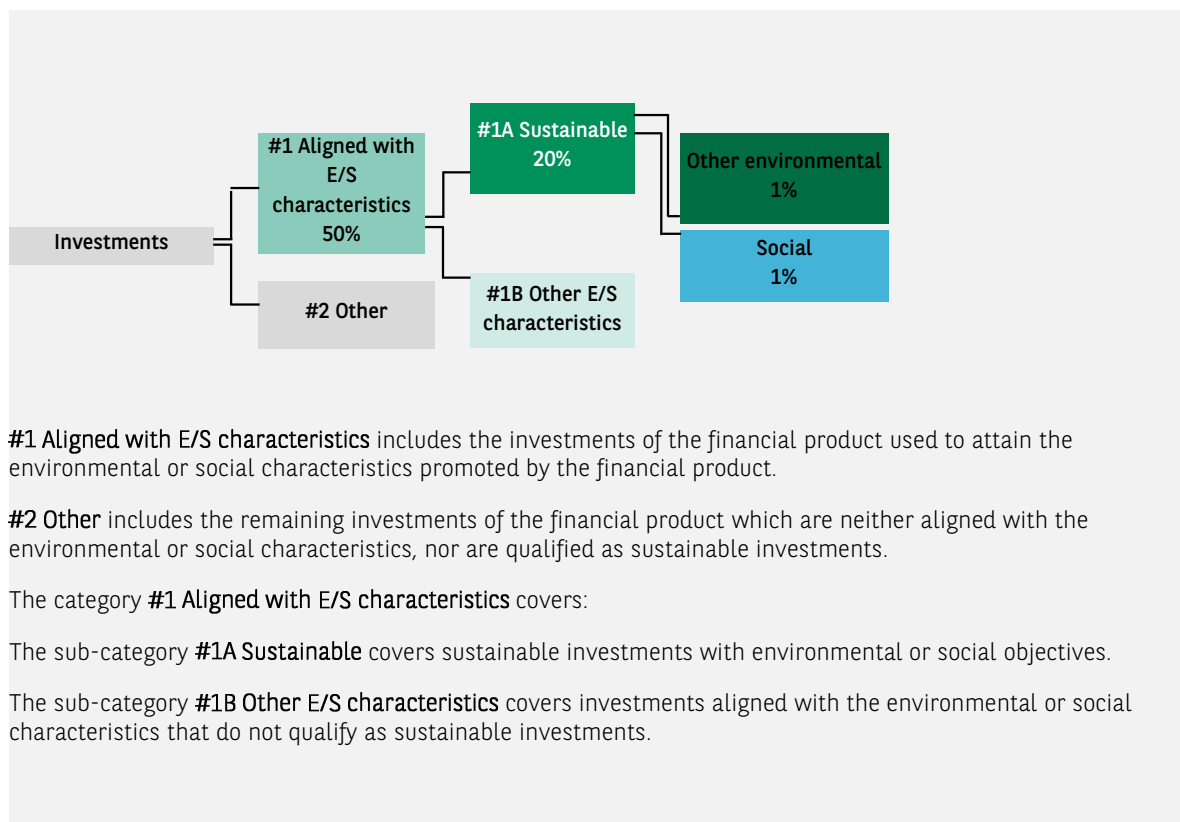 #1A Sustainable
20%
#1 Aligned with
E/S
characteristics
50%
Other environmental
1%
Investments
Social
1%
#2 Other
#1B Other E/S
characteristics
#1 Aligned with E/S characteristics includes the investments of the financial product used to attain the
environmental or social characteristics promoted by the financial product.
#2 Other includes the remaining investments of the financial product which are neither aligned with the
environmental or social characteristics, nor are qualified as sustainable investments.
The category #1 Aligned with E/S characteristics covers:
The sub-category #1A Sustainable covers sustainable investments with environmental or social objectives.
The sub-category #1B Other E/S characteristics covers investments aligned with the environmental or social
characteristics that do not qualify as sustainable investments.